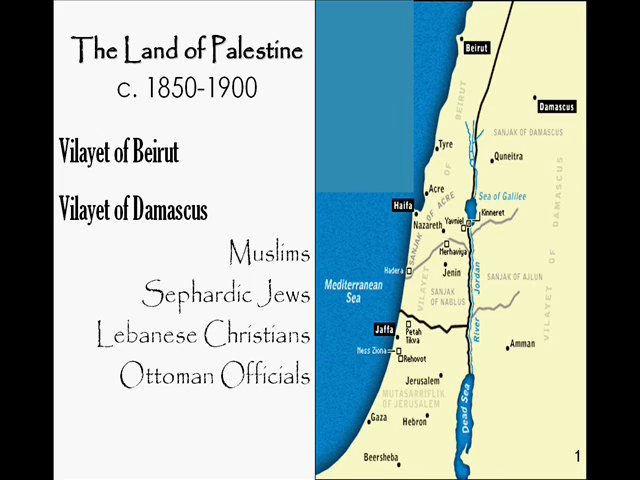 The Land of Palestine
c. 1850-1900
Vilayet of Beirut
Vilayet of Damascus
Muslims
Sephardic Jews
Lebanese Christians
Ottoman Officials
Beirut
Damascus
VILAYET OF BEIRUT
SANJAK OF DAMASCUS
Tyre
Quneitra
VILAYET OF DAMASCUS
Acre
Sea of Galilee
Haifa
SANJAK OF ACRE
Kinneret
Yavniel
Nazareth
Merhaviya
Hadera
Jenin
SANJAK OF AJLUN
Mediterranean
Sea
SANJAK
OF NABLUS
River Jordan
Jaffa
Petah
Tikva
Ness Ziona
Rehovot
Amman
Jerusalem
MUTASARRIFLIK
OF JERUSALEM
Dead Sea
Gaza
Hebron
Beersheba
1